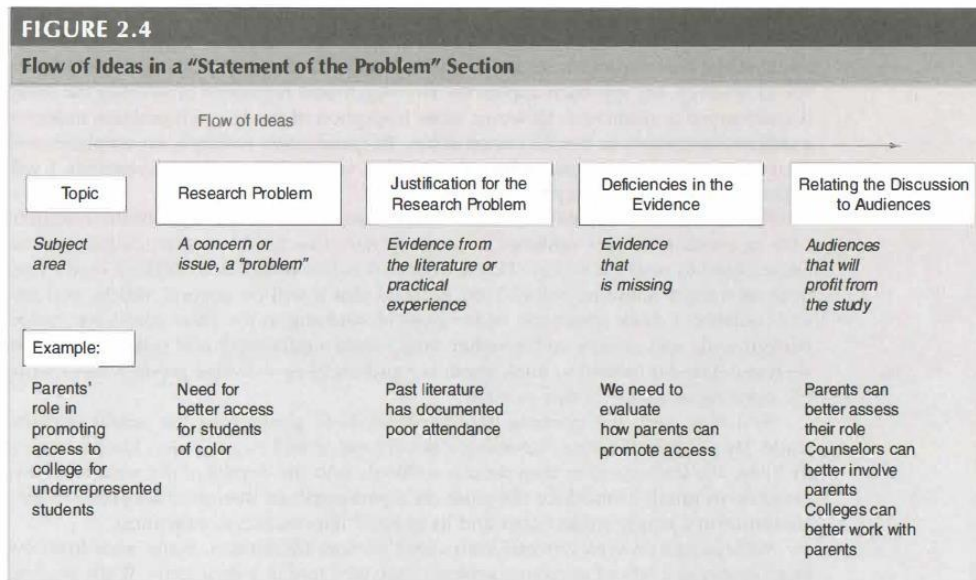 FIGURE 2.4
Flow of Ideas in a "Statement of the Problem" Section
Flow of Ideas
Topic
Research Problem
Justification for the
Research Problem
Deficiencies in the
Evidence
Relating the Discussion
to Audiences
Subject
area
A concern or
issue, a "problem"
Evidence from
the literature or
practical
experience
Evidence
that
is missing
Audiences
that will
profit from
the study
Example:
Parents'
role in
promoting
access to
college for
underrepresented
students
Need for
better access
for students
of color
Past literature
has documented
poor attendance
We need to
evaluate
how parents can
promote access
Parents can
better assess
their role
Counselors can
better involve
parents
Colleges can
better work with
parents